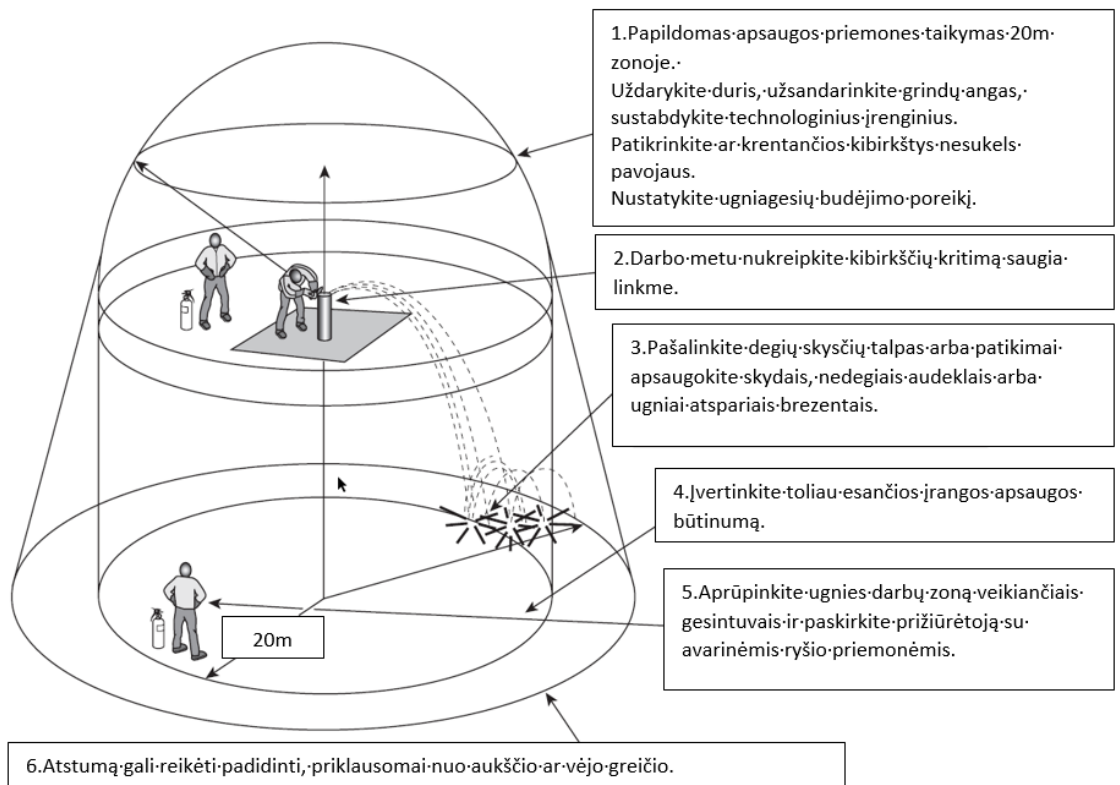 1.Papildomas·apsaugos·priemones·taikymas·20m·
zonoje.·
Uždarykite·duris,·užsandarinkite·grindų·angas,·
sustabdykite·technologinius·įrenginius.
Patikrinkite·ar·krentančios·kibirkštys·nesukels·
pavojaus.
Nustatykite·ugniagesių·budėjimo·poreikį.
2.Darbo·metu·nukreipkite·kibirkščių·kritimą·saugia·
linkme.
3.Pašalinkite·degių·skysčių·talpas·arba·patikimai·
apsaugokite·skydais,·nedegiais·audeklais·arba·
ugniai·atspariais·brezentais.
4.Įvertinkite·toliau·esančios·įrangos·apsaugos·
būtinumą.
5.Aprūpinkite·ugnies·darbų·zoną·veikiančiais·
gesintuvais·ir·paskirkite·prižiūrėtoją·su·
avarinėmis·ryšio·priemonėmis.
20m
6.Atstumą·gali·reikėti·padidinti,·priklausomai·nuo·aukščio·ar·vėjo·greičio.